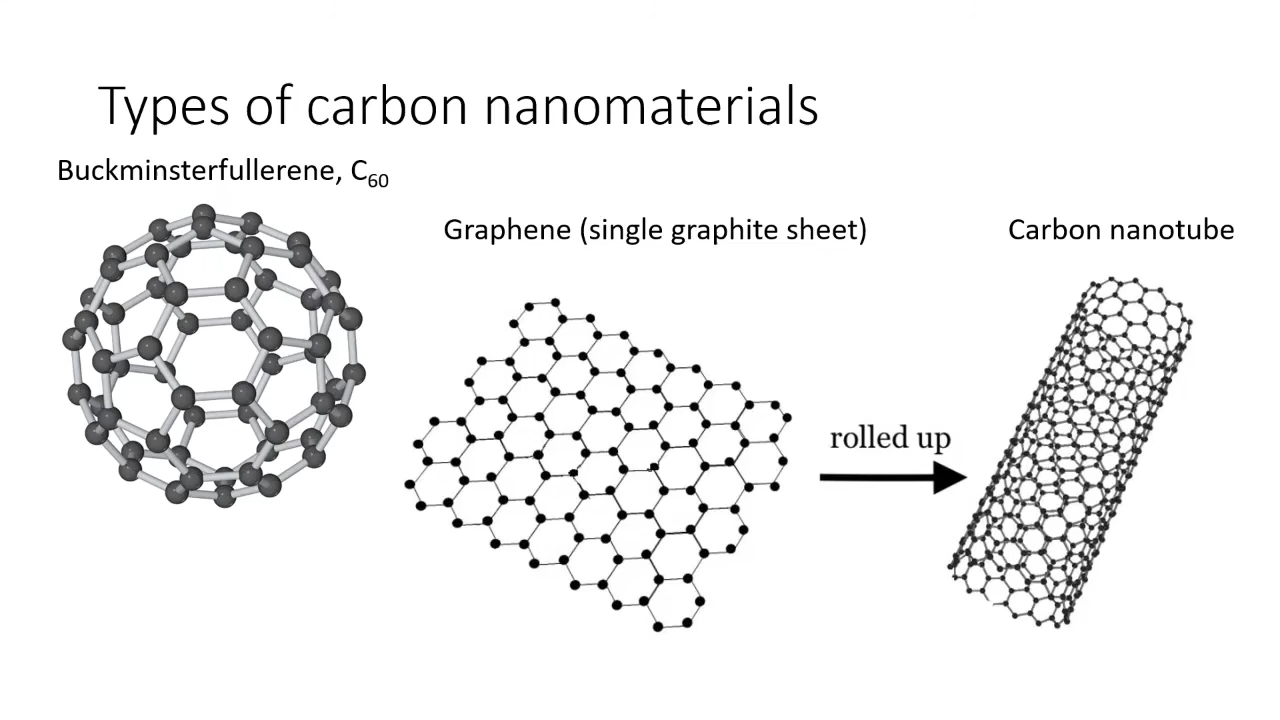 Types of carbon nanomaterials
Buckminsterfullerene, C₆₀
Graphene (single graphite sheet)
Carbon nanotube
rolled up